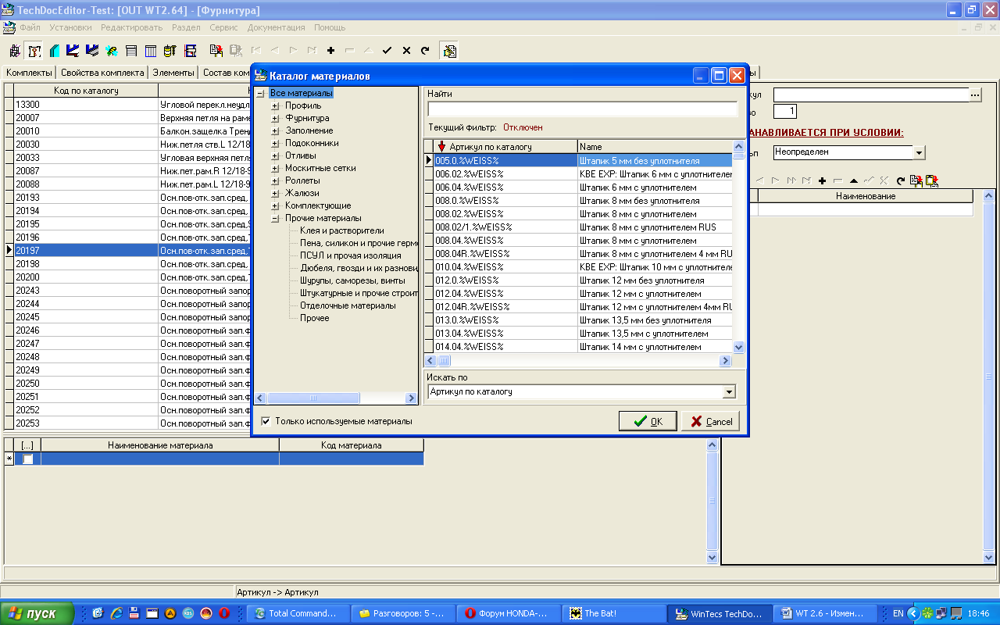 TechDocEditor-Test: [OUT WT2.64] - [Фурнитура]
Файл Установки Редактировать Раздел Сервис Документация Помощь
Комплекты Свойства комплекта Элементы Состав ком
Код по каталогу
13300 Угловой перекл.неудл
20007 Верхняя петля на раме
20010 Балкон.защелка Трен
20030 Ниж.петля ств.L 12/18
20033 Угловая верхняя петля
20087 Ниж.пет.рам.R 12/18-9
20088 Ниж.пет.рам.L 12/18-9
20193 Осн.пов-отк.зап.сред,
20194 Осн.пов-отк.зап.сред,
20195 Осн.пов-отк.зап.сред,9
20196 Осн.пов-отк.зап.сред,1
20197 Осн.пов-отк.зап.сред,1
20198 Осн.пов-отк.зап.сред,
20200 Осн.пов-отк.зап.сред,1
20243 Осн.поворотный запор
20244 Осн.поворотный запор
20245 Осн.поворотный запор
20246 Осн.поворотный зап.ф
20247 Осн.поворотный зап.ф
20248 Осн.поворотный зап.ф
20249 Осн.поворотный зап.ф
20250 Осн.поворотный зап.ф
20251 Осн.поворотный зап.ф
20252 Осн.поворотный зап.ф
20253 Осн.поворотный зап.ф
[...] Наименование материала Код материала
Каталог материалов
Все материалы
Профиль
Фурнитура
Заполнение
Подоконники
Отливы
Москитные сетки
Роллеты
Жалюзи
Комплектующие
Прочие материалы
Клея и растворители
Пена, силикон и прочие герме
ПСУЛ и прочая изоляция
Дюбеля, гвозди и их разнови
Шурупы, саморезы, винты
Штукатурные и прочие строит
Отделочные материалы
Прочее
Найти
Текущий фильтр: Отключен
Артикул по каталогу Name
005.0.%WEISS% Штапик 5 мм без уплотнителя
006.02.%WEISS% KBE EXP: Штапик 6 мм с уплотнителем
006.04.%WEISS% Штапик 6 мм с уплотнителем
008.0.%WEISS% Штапик 8 мм без уплотнителя
008.02.%WEISS% Штапик 8 мм с уплотнителем
008.02/1.%WEISS% Штапик 8 мм с уплотнителем RUS
008.04.%WEISS% Штапик 8 мм с уплотнителем
008.04R.%WEISS% Штапик 8 мм с уплотнителем 4 мм RU
010.04.%WEISS% KBE EXP: Штапик 10 мм с уплотните
012.0.%WEISS% Штапик 12 мм без уплотнителя
012.04.%WEISS% Штапик 12 мм с уплотнителем
012.04R.%WEISS% Штапик 12 мм с уплотнителем 4мм RU
013.0.%WEISS% Штапик 13,5 мм без уплотнителя
013.04.%WEISS% Штапик 13,5 мм с уплотнителем
014.04.%WEISS% Штапик 14 мм с уплотнителем
Искать по
Артикул по каталогу
Только используемые материалы
OK Cancel
ы
кул ...
во 1
АНАВЛИВАЕТСЯ ПРИ УСЛОВИИ:
ып Неопределен
Наименование
Артикул -> Артикул
пуск Total Command... Разговоров: 5 -... Форум HONDA-... The Bat! WinTecs TechDo... WT 2.6 - Измен... EN 18:46